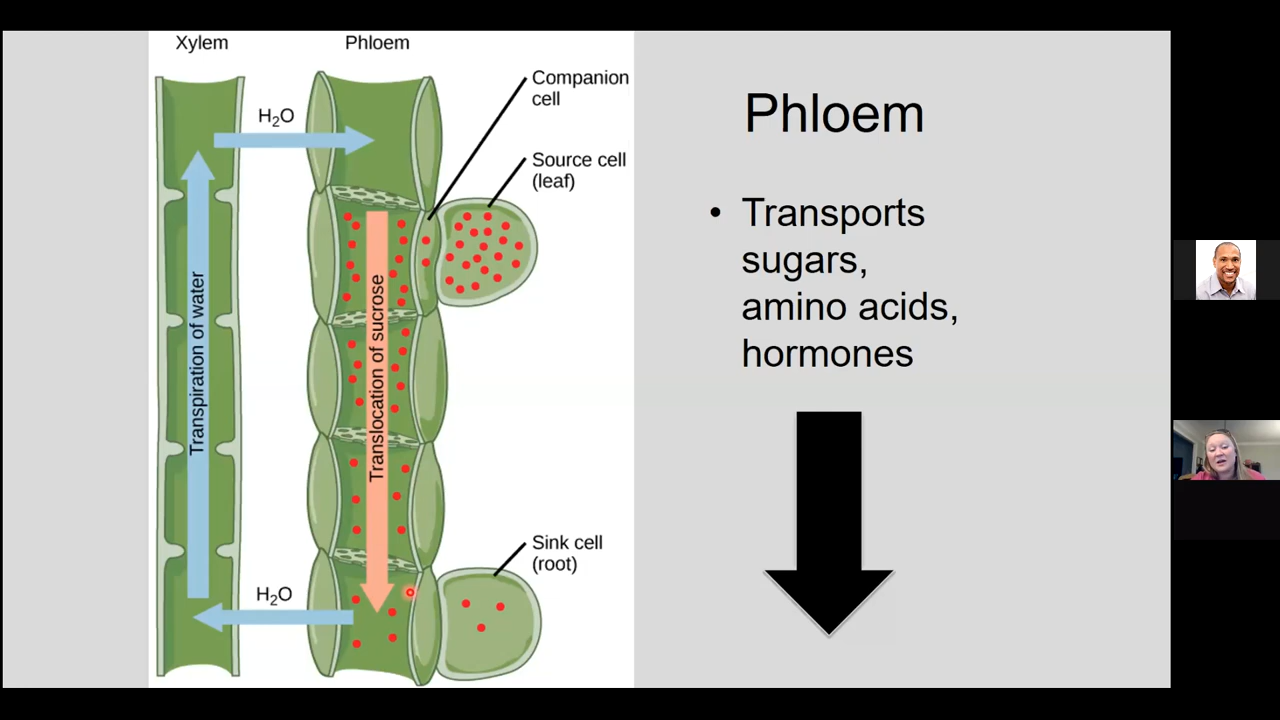 Xylem
Phloem
Companion
cell
H₂O
Source cell
(leaf)
Transpiration of water
Translocation of sucrose
Sink cell
(root)
H₂O
Phloem
• Transports
sugars,
amino acids,
hormones